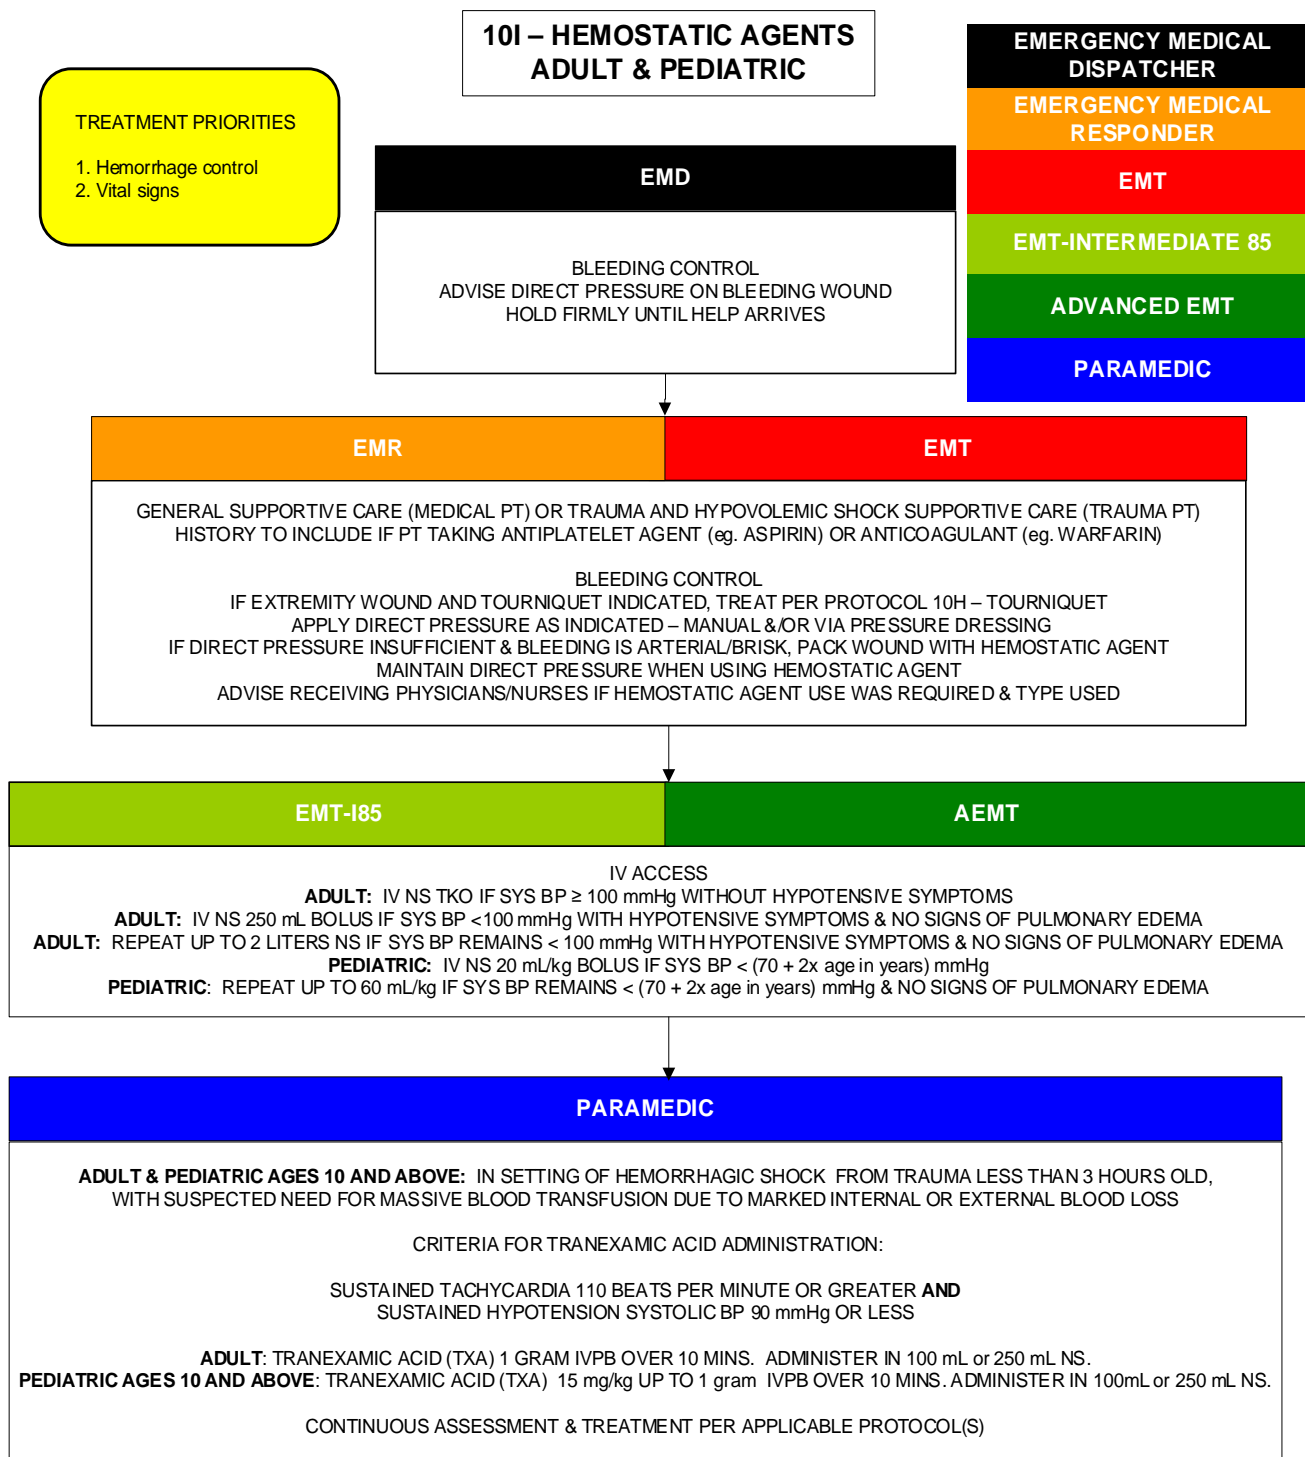 10I – HEMOSTATIC AGENTS
ADULT & PEDIATRIC
TREATMENT PRIORITIES
1. Hemorrhage control
2. Vital signs
EMERGENCY MEDICAL
DISPATCHER
EMERGENCY MEDICAL
RESPONDER
EMT
EMT-INTERMEDIATE 85
ADVANCED EMT
PARAMEDIC
EMD
BLEEDING CONTROL
ADVISE DIRECT PRESSURE ON BLEEDING WOUND
HOLD FIRMLY UNTIL HELP ARRIVES
EMR
EMT
GENERAL SUPPORTIVE CARE (MEDICAL PT) OR TRAUMA AND HYPOVOLEMIC SHOCK SUPPORTIVE CARE (TRAUMA PT)
HISTORY TO INCLUDE IF PT TAKING ANTIPLATELET AGENT (eg. ASPIRIN) OR ANTICOAGULANT (eg. WARFARIN)
BLEEDING CONTROL
IF EXTREMITY WOUND AND TOURNIQUET INDICATED, TREAT PER PROTOCOL 10H – TOURNIQUET
APPLY DIRECT PRESSURE AS INDICATED – MANUAL &/OR VIA PRESSURE DRESSING
IF DIRECT PRESSURE INSUFFICIENT & BLEEDING IS ARTERIAL/BRISK, PACK WOUND WITH HEMOSTATIC AGENT
MAINTAIN DIRECT PRESSURE WHEN USING HEMOSTATIC AGENT
ADVISE RECEIVING PHYSICIANS/NURSES IF HEMOSTATIC AGENT USE WAS REQUIRED & TYPE USED
EMT-I85
AEMT
IV ACCESS
ADULT: IV NS TKO IF SYS BP ≥ 100 mmHg WITHOUT HYPOTENSIVE SYMPTOMS
ADULT: IV NS 250 mL BOLUS IF SYS BP <100 mmHg WITH HYPOTENSIVE SYMPTOMS & NO SIGNS OF PULMONARY EDEMA
ADULT: REPEAT UP TO 2 LITERS NS IF SYS BP REMAINS < 100 mmHg WITH HYPOTENSIVE SYMPTOMS & NO SIGNS OF PULMONARY EDEMA
PEDIATRIC: IV NS 20 mL/kg BOLUS IF SYS BP < (70 + 2x age in years) mmHg
PEDIATRIC: REPEAT UP TO 60 mL/kg IF SYS BP REMAINS < (70 + 2x age in years) mmHg & NO SIGNS OF PULMONARY EDEMA
PARAMEDIC
ADULT & PEDIATRIC AGES 10 AND ABOVE: IN SETTING OF HEMORRHAGIC SHOCK FROM TRAUMA LESS THAN 3 HOURS OLD,
WITH SUSPECTED NEED FOR MASSIVE BLOOD TRANSFUSION DUE TO MARKED INTERNAL OR EXTERNAL BLOOD LOSS
CRITERIA FOR TRANEXAMIC ACID ADMINISTRATION:
SUSTAINED TACHYCARDIA 110 BEATS PER MINUTE OR GREATER AND
SUSTAINED HYPOTENSION SYSTOLIC BP 90 mmHg OR LESS
ADULT: TRANEXAMIC ACID (TXA) 1 GRAM IVPB OVER 10 MINS. ADMINISTER IN 100 mL or 250 mL NS.
PEDIATRIC AGES 10 AND ABOVE: TRANEXAMIC ACID (TXA) 15 mg/kg UP TO 1 gram IVPB OVER 10 MINS. ADMINISTER IN 100mL or 250 mL NS.
CONTINUOUS ASSESSMENT & TREATMENT PER APPLICABLE PROTOCOL(S)